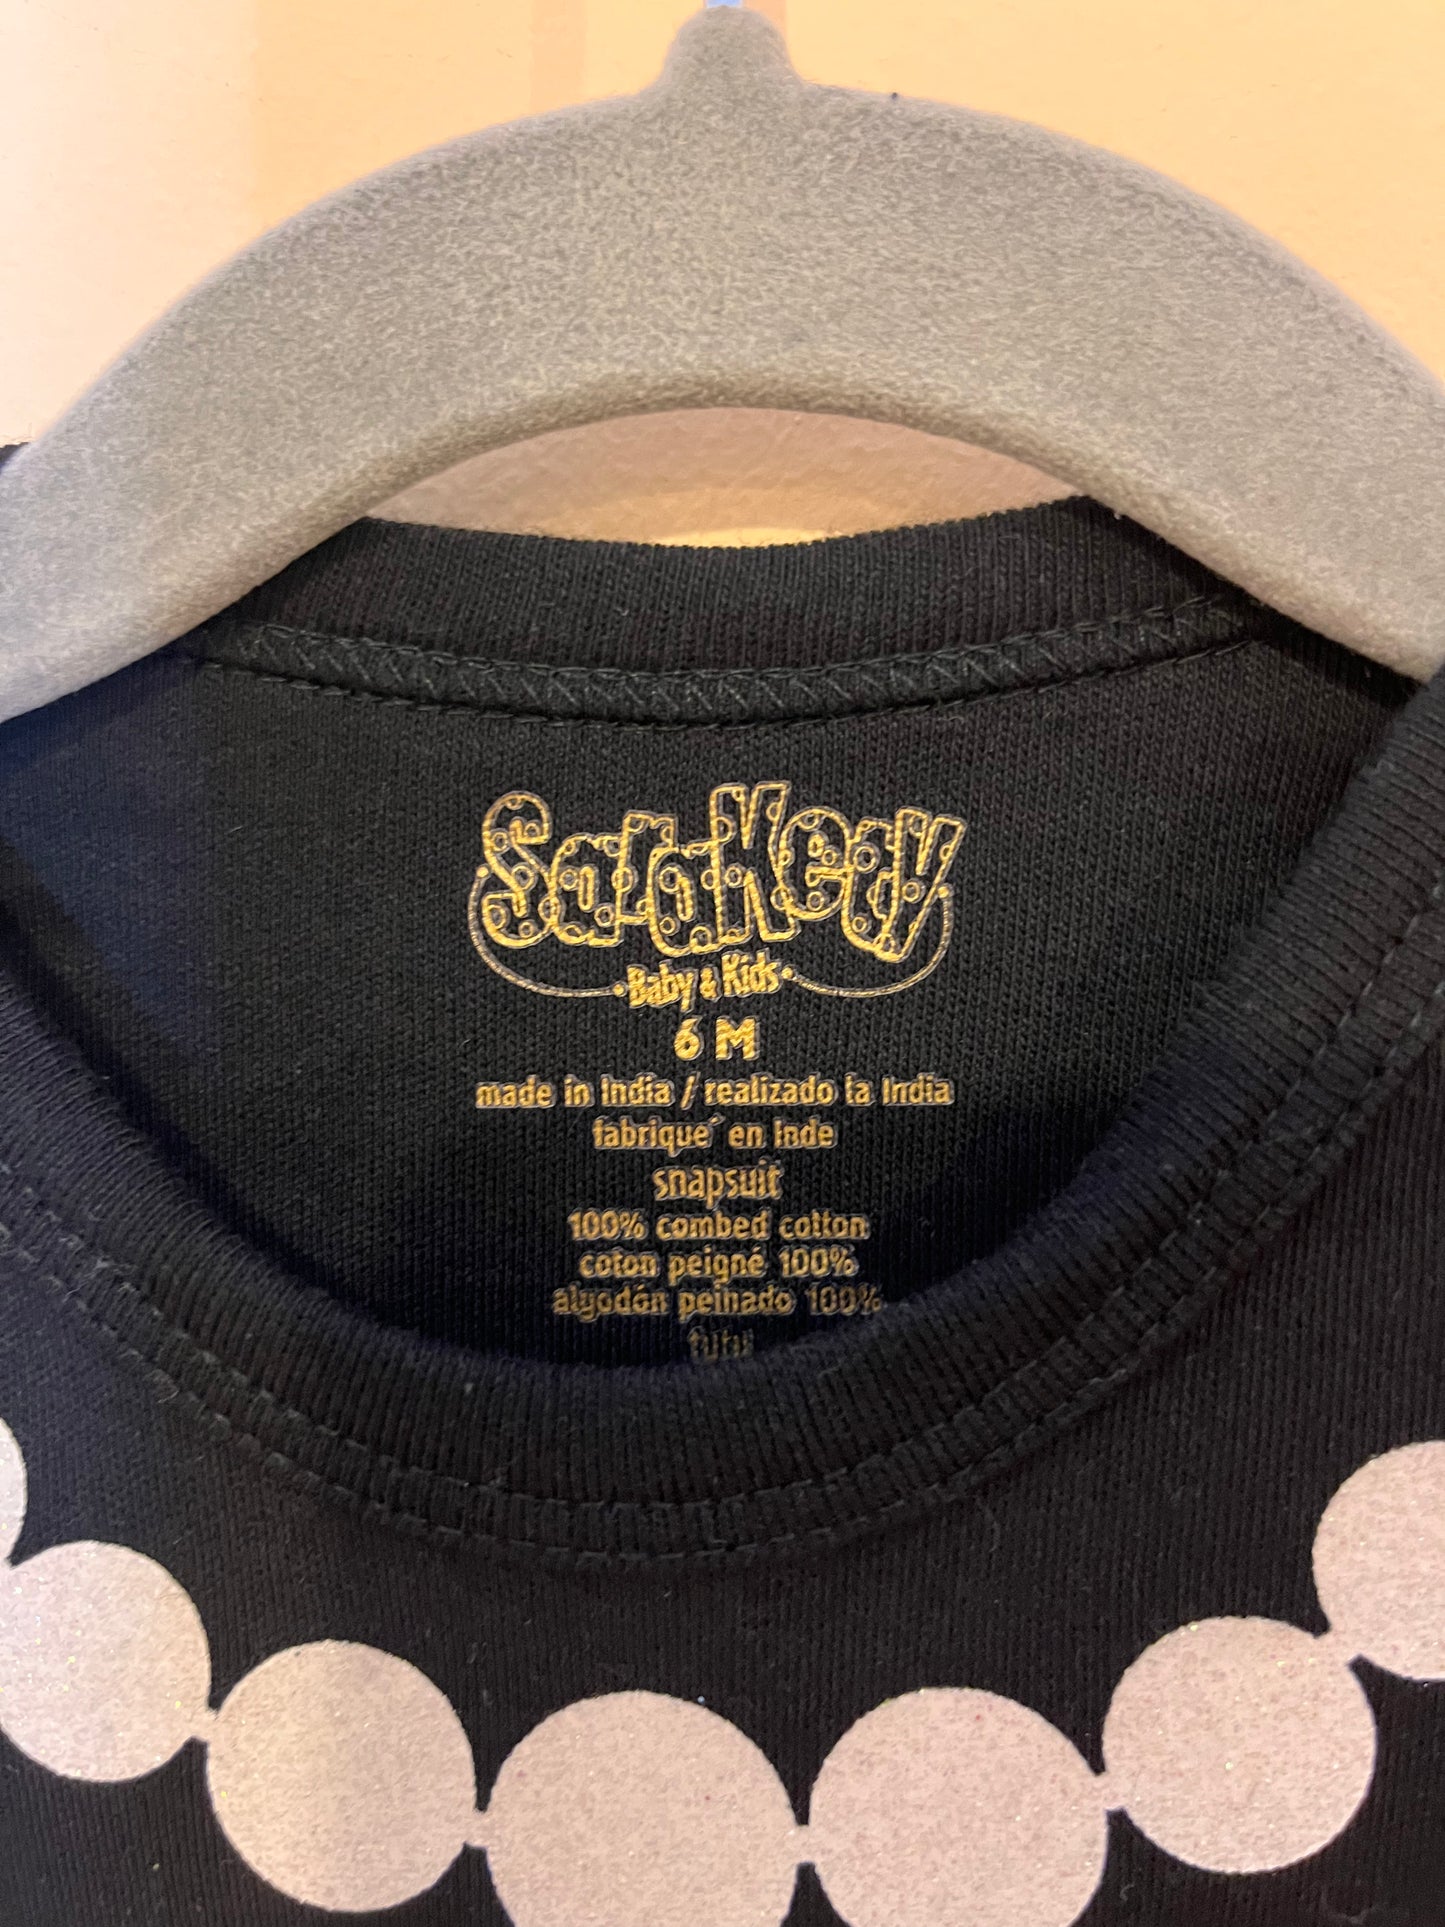 SaraKety
Baby & Kids
6 M
made in India / realizado la India
fabrique´ en Inde
snapsuit
100% combed cotton
coton peigné 100%
algodón peinado 100%
tutu